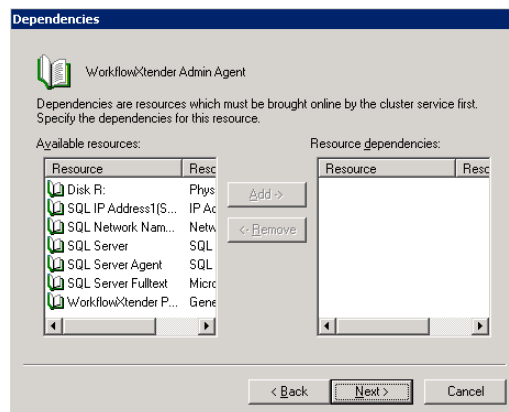 Dependencies
WorkflowXtender Admin Agent
Dependencies are resources which must be brought online by the cluster service first.
Specify the dependencies for this resource.
Available resources: Resource dependencies:
Resource Resc Resource Resc
Disk R: Phys
Add ->
SQL IP Address1(S... IP Ac
SQL Network Nam... Netw
<- Remove
SQL Server SQL
SQL Server Agent SQL
SQL Server Fulltext Micro
WorkflowXtender P... Gene
< Back Next > Cancel